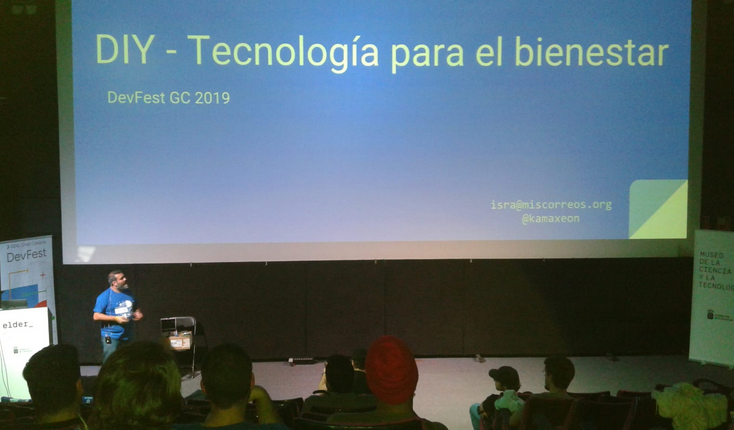 DIY - Tecnología para el bienestar
DevFest GC 2019
isra@miscorreos.org
@kamaxeon
DevFest
elder_
MUSEO
DE LA
CIENCIA
Y LA
TECNOLOG